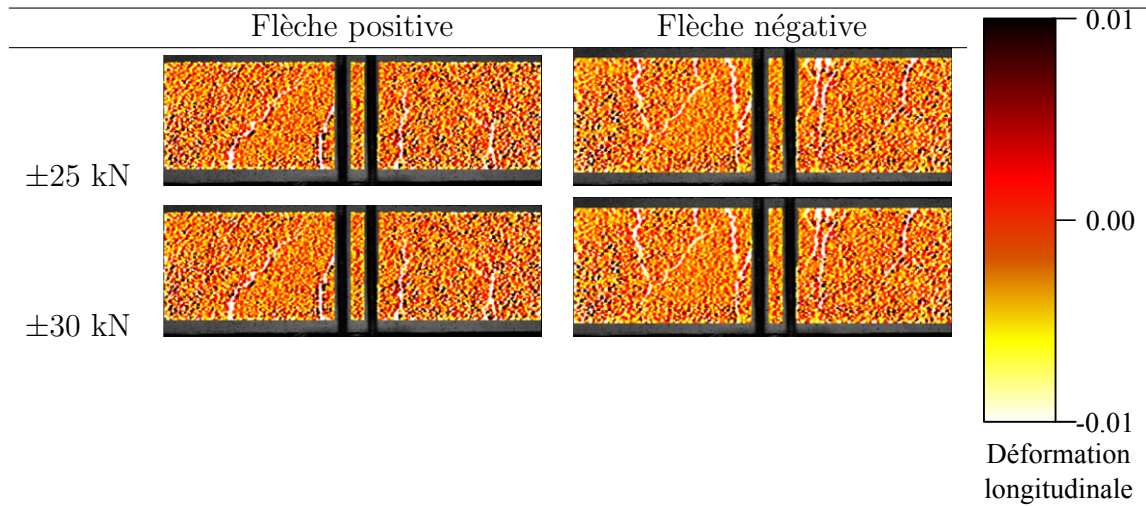 Flèche positive
Flèche négative
±25 kN
±30 kN
0.01
0.00
-0.01
Déformation
longitudinale